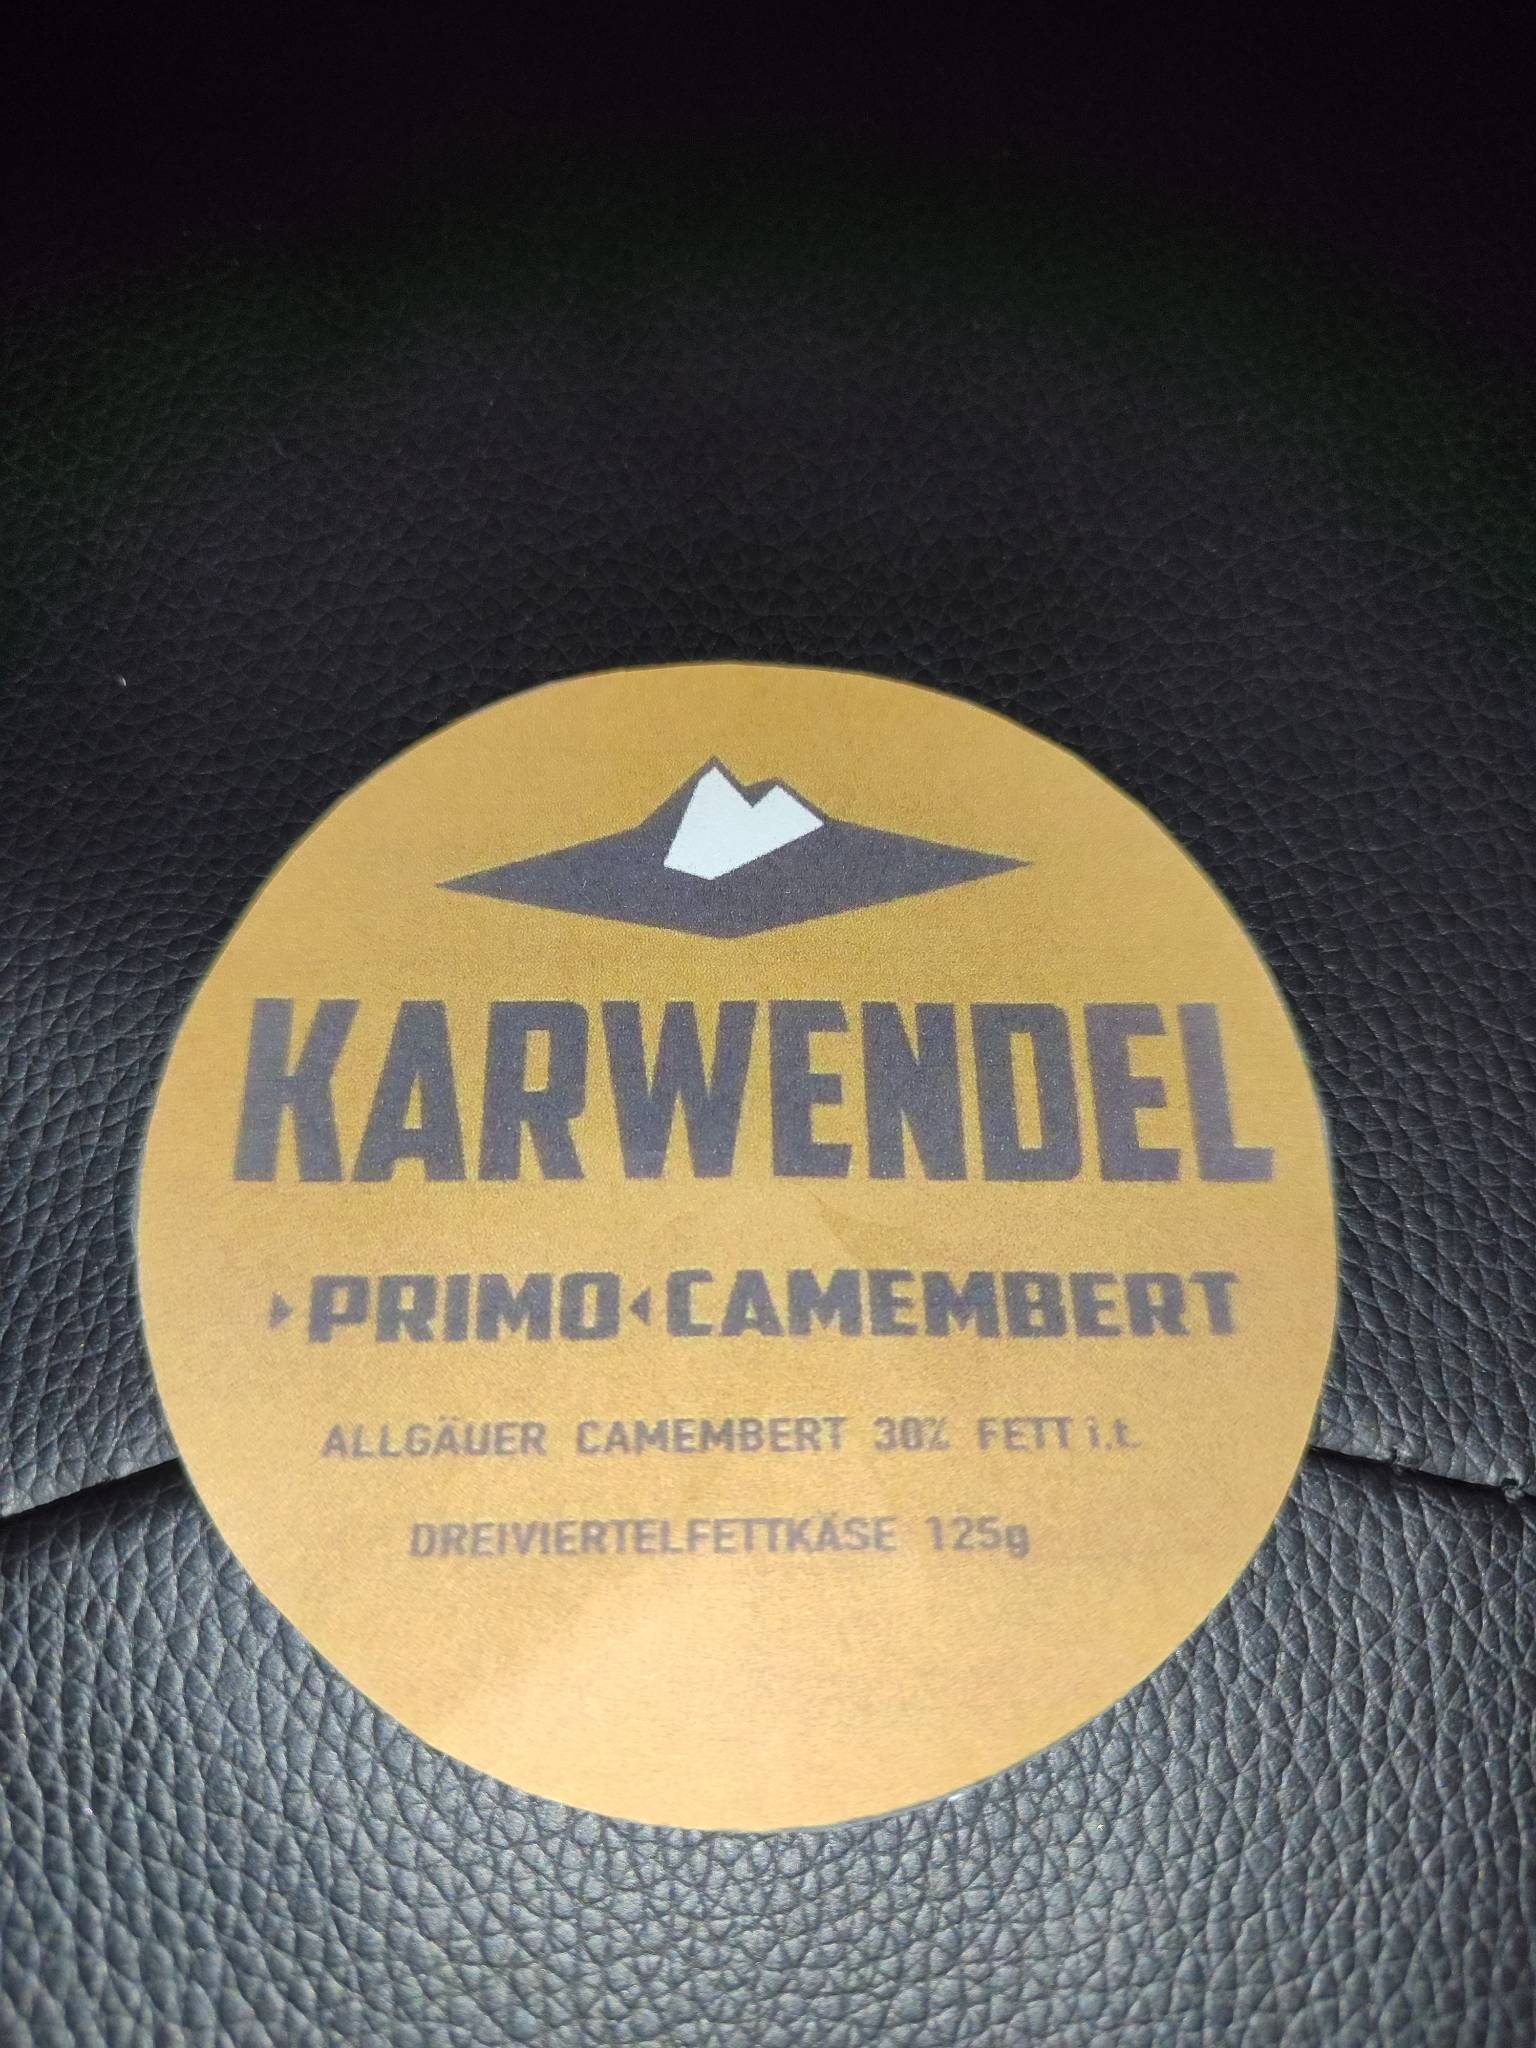 KARWENDEL
▸PRIMO◂CAMEMBERT
ALLGÄUER CAMEMBERT 30% FETT i.t.
DREIVIERTELFETTKÄSE 125g